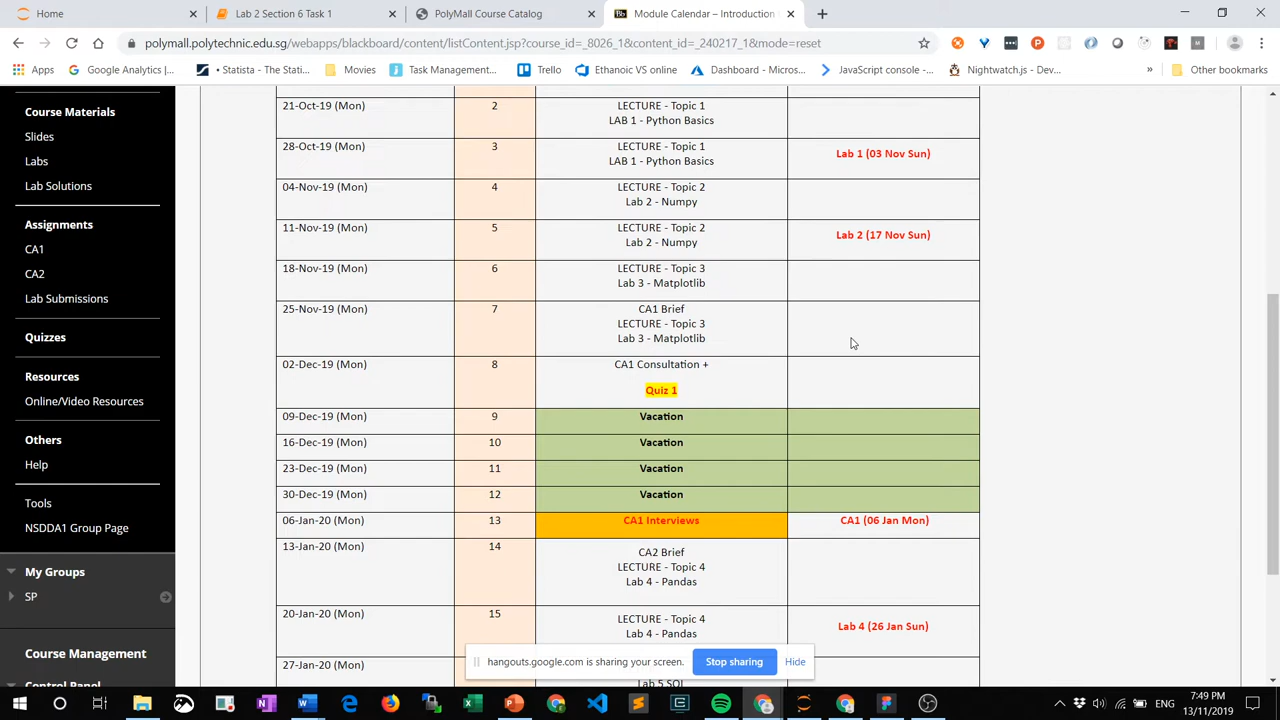 Home
Lab 2 Section 6 Task 1
PolyMall Course Catalog
Bb
Module Calendar – Introduction
polymall.polytechnic.edu.sg/webapps/blackboard/content/listContent.jsp?course_id=_8026_1&content_id=_240217_1&mode=reset
Apps
Google Analytics |...
Statista - The Stati...
Movies
Task Management...
Trello
Ethanoic VS online
Dashboard - Micros...
JavaScript console -...
Nightwatch.js - Dev...
»
Other bookmarks
Course Materials
Slides
Labs
Lab Solutions
Assignments
CA1
CA2
Lab Submissions
Quizzes
Resources
Online/Video Resources
Others
Help
Tools
NSDDA1 Group Page
My Groups
SP
Course Management
Control Panel
21-Oct-19 (Mon) 2 LECTURE - Topic 1
LAB 1 - Python Basics
28-Oct-19 (Mon) 3 LECTURE - Topic 1 Lab 1 (03 Nov Sun)
LAB 1 - Python Basics
04-Nov-19 (Mon) 4 LECTURE - Topic 2
Lab 2 - Numpy
11-Nov-19 (Mon) 5 LECTURE - Topic 2 Lab 2 (17 Nov Sun)
Lab 2 - Numpy
18-Nov-19 (Mon) 6 LECTURE - Topic 3
Lab 3 - Matplotlib
25-Nov-19 (Mon) 7 CA1 Brief
LECTURE - Topic 3
Lab 3 - Matplotlib
02-Dec-19 (Mon) 8 CA1 Consultation +
Quiz 1
09-Dec-19 (Mon) 9 Vacation
16-Dec-19 (Mon) 10 Vacation
23-Dec-19 (Mon) 11 Vacation
30-Dec-19 (Mon) 12 Vacation
06-Jan-20 (Mon) 13 CA1 Interviews CA1 (06 Jan Mon)
13-Jan-20 (Mon) 14 CA2 Brief
LECTURE - Topic 4
Lab 4 - Pandas
20-Jan-20 (Mon) 15 LECTURE - Topic 4 Lab 4 (26 Jan Sun)
Lab 4 - Pandas
27-Jan-20 (Mon)
Lab 5 SQL
hangouts.google.com is sharing your screen.
Stop sharing
Hide
ENG
7:49 PM
13/11/2019